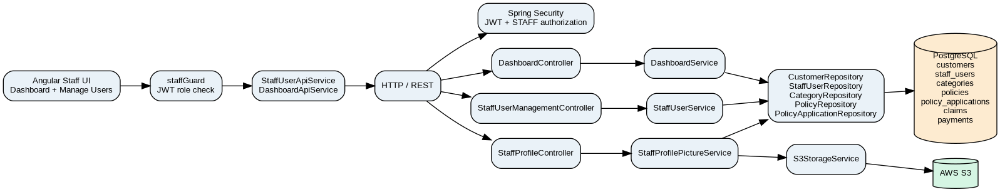 Angular Staff UI
Dashboard + Manage Users
staffGuard
JWT role check
StaffUserApiService
DashboardApiService
HTTP / REST
Spring Security
JWT + STAFF authorization
DashboardController
StaffUserManagementController
StaffProfileController
DashboardService
StaffUserService
StaffProfilePictureService
CustomerRepository
StaffUserRepository
CategoryRepository
PolicyRepository
PolicyApplicationRepository
S3StorageService
PostgreSQL
customers
staff_users
categories
policies
policy_applications
claims
payments
AWS S3